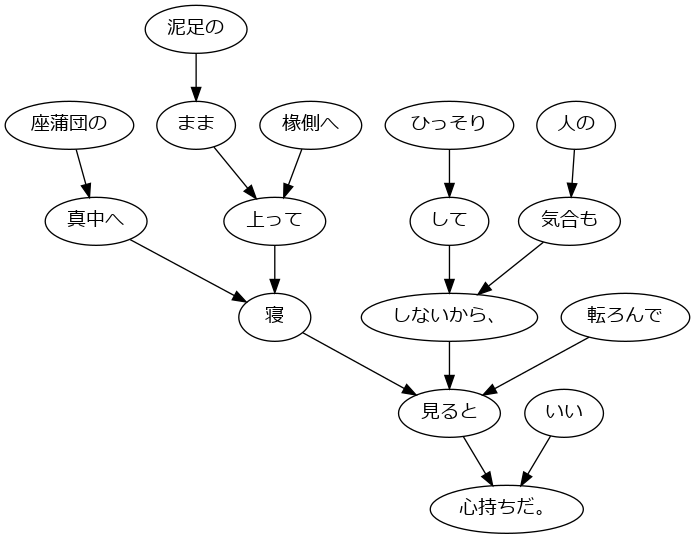 泥足の
座蒲団の
まま
椽側へ
ひっそり
人の
真中へ
上って
して
気合も
寝
しないから、
転ろんで
見ると
いい
心持ちだ。